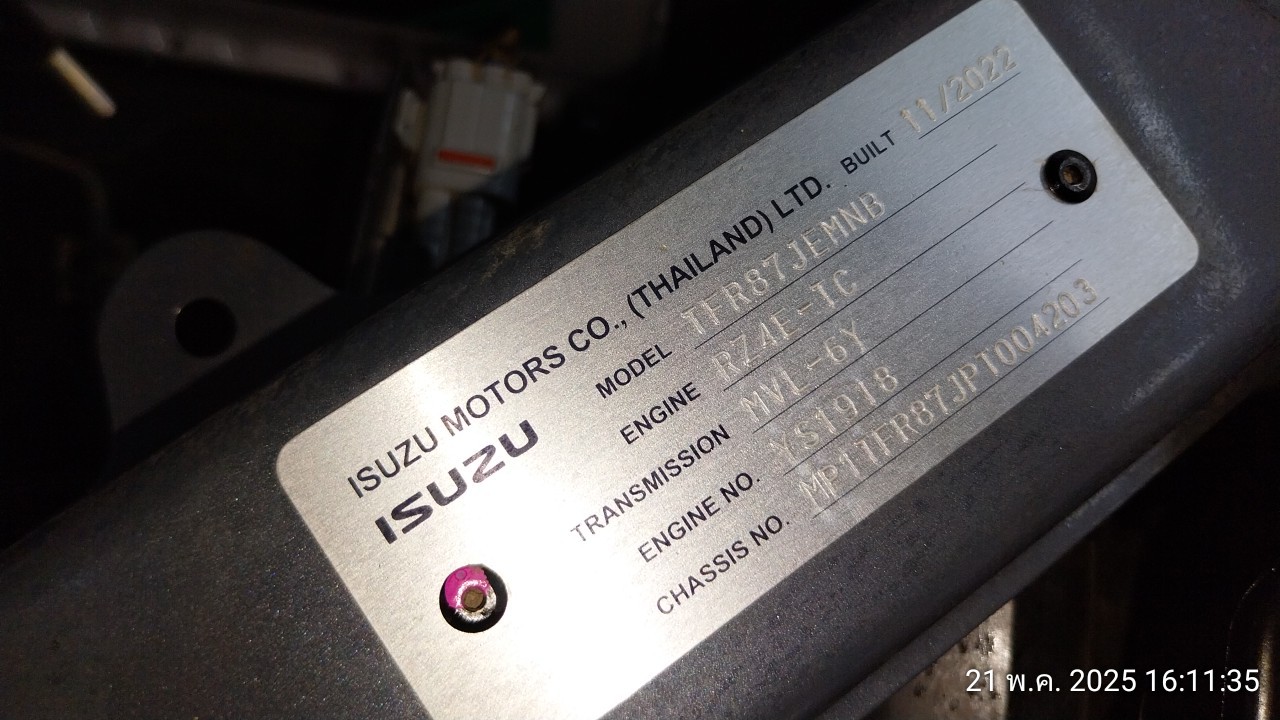 ISUZU MOTORS CO., (THAILAND) LTD. BUILT 11/2022
ISUZU
MODEL TFR87JEMNB
ENGINE RZ4E-TC
TRANSMISSION MVL-6Y
ENGINE NO. YS1918
CHASSIS NO. MP1TFR87JPT004203
21 พ.ค. 2025 16:11:35